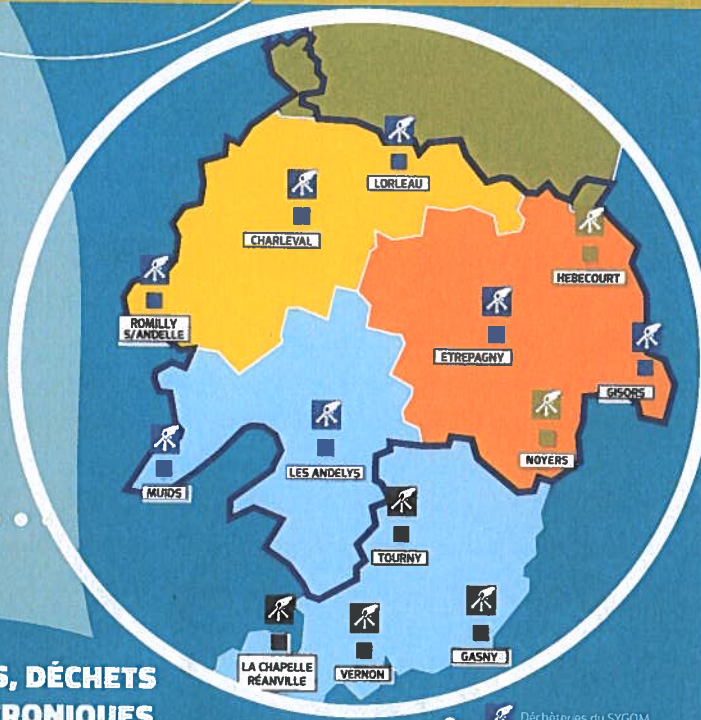 LORLEAU
CHARLEVAL
HEBECOURT
ROMILLY
S/ANDELLE
ÉTREPAGNY
GISORS
NOYERS
LES ANDELYS
MUIDS
TOURNY
LA CHAPELLE
RÉANVILLE
VERNON
GASNY
S, DÉCHETS
RONIQUES
Déchèteries du SYGOM